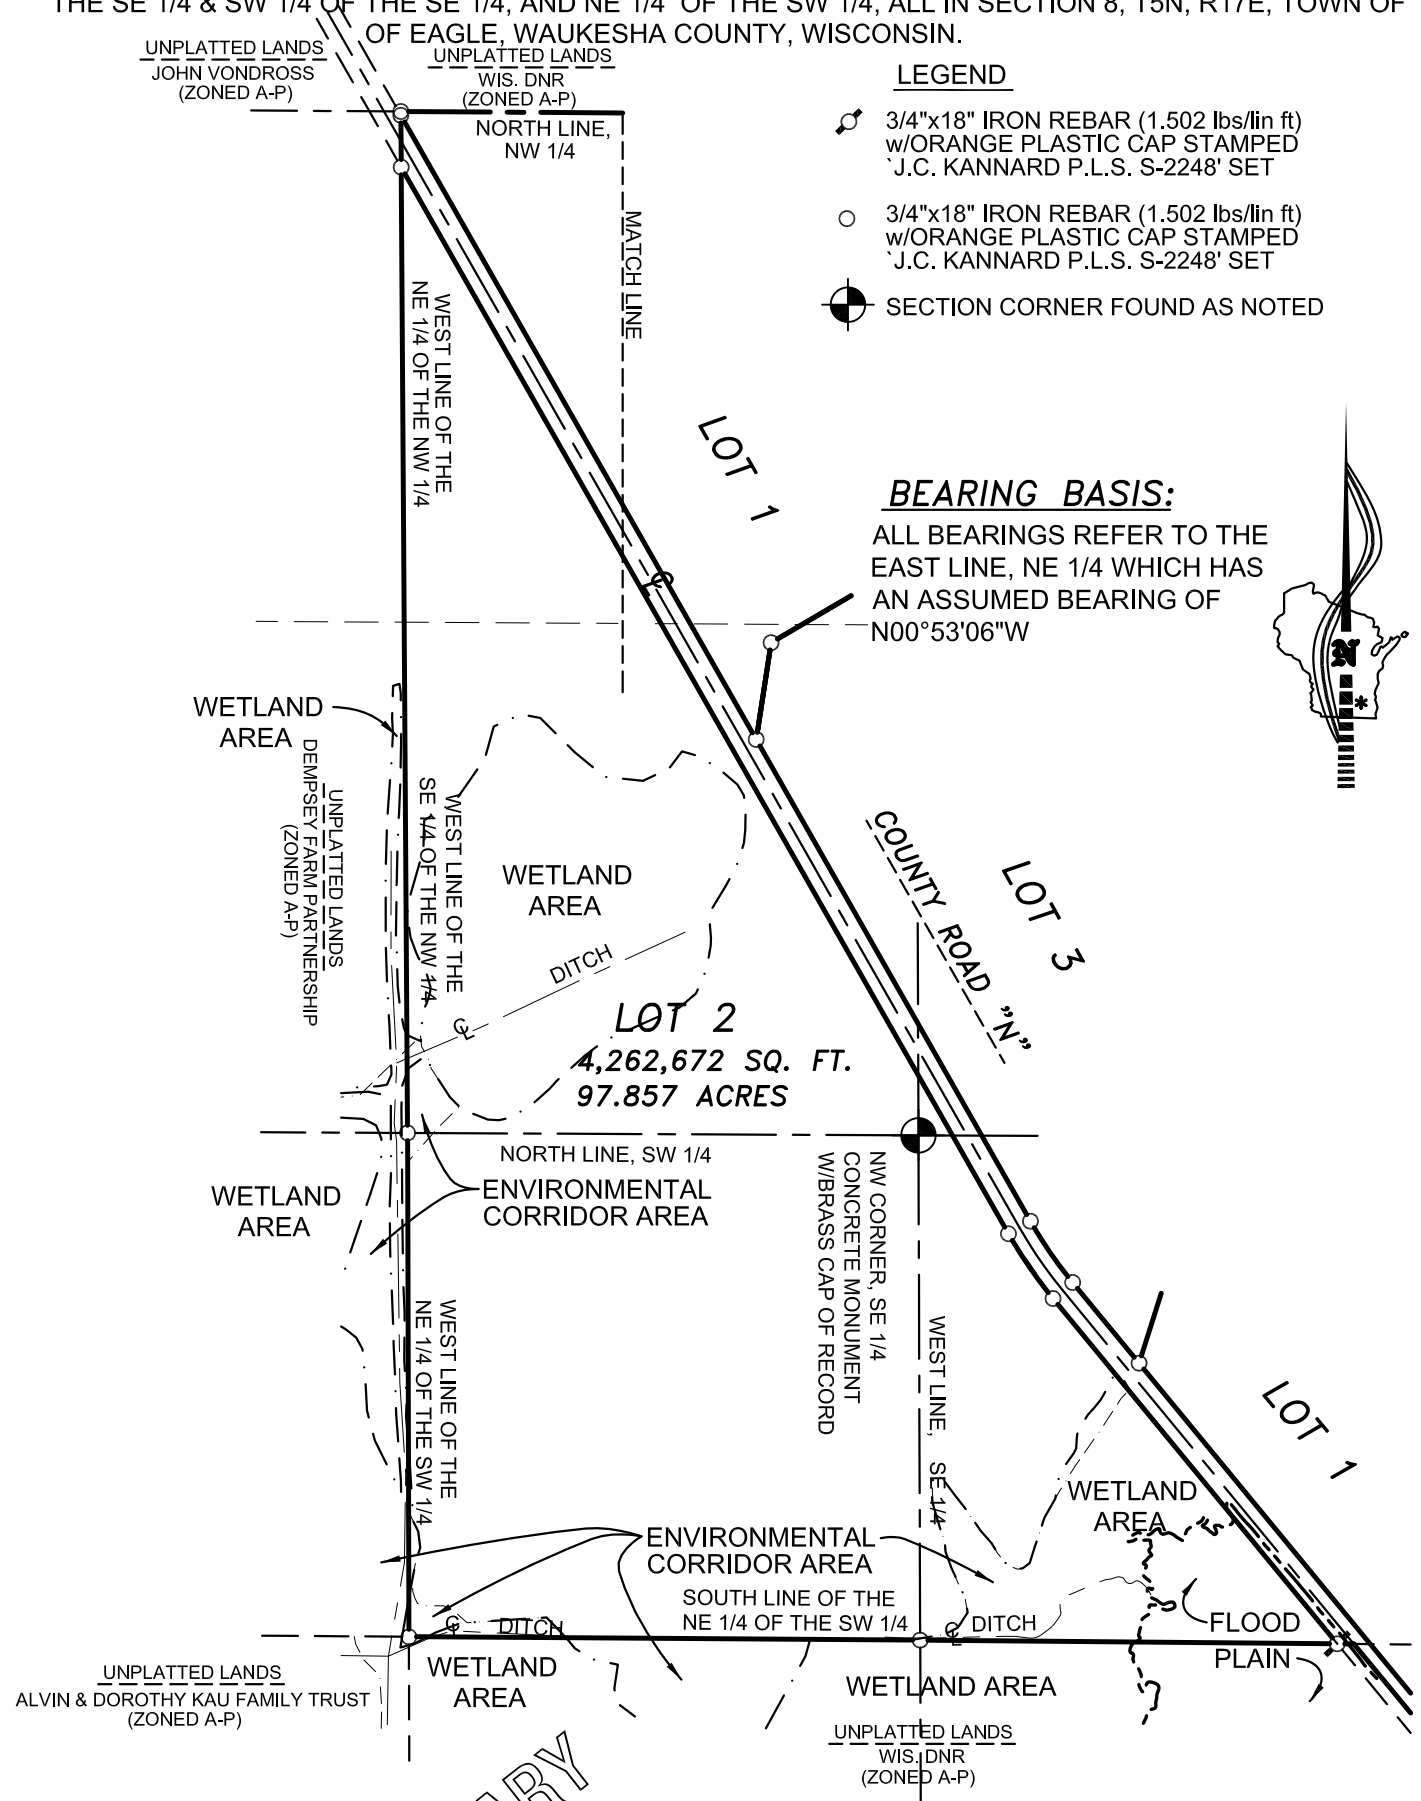 THE SE 1/4 & SW 1/4 OF THE SE 1/4, AND NE 1/4 OF THE SW 1/4, ALL IN SECTION 8, T5N, R17E, TOWN OF
OF EAGLE, WAUKESHA COUNTY, WISCONSIN.
UNPLATTED LANDS
JOHN VONDROSS
(ZONED A-P)
UNPLATTED LANDS
WIS. DNR
(ZONED A-P)
NORTH LINE,
NW 1/4
LEGEND
3/4"x18" IRON REBAR (1.502 lbs/lin ft)
w/ORANGE PLASTIC CAP STAMPED
`J.C. KANNARD P.L.S. S-2248' SET
3/4"x18" IRON REBAR (1.502 lbs/lin ft)
w/ORANGE PLASTIC CAP STAMPED
`J.C. KANNARD P.L.S. S-2248' SET
SECTION CORNER FOUND AS NOTED
MATCH LINE
WEST LINE OF THE
NE 1/4 OF THE NW 1/4
LOT 1
BEARING BASIS:
ALL BEARINGS REFER TO THE
EAST LINE, NE 1/4 WHICH HAS
AN ASSUMED BEARING OF
N00°53'06"W
N
*
WETLAND
AREA
UNPLATTED LANDS
DEMPSEY FARM PARTNERSHIP
(ZONED A-P)
WEST LINE OF THE
SE 1/4 OF THE NW 1/4
WETLAND
AREA
DITCH
COUNTY ROAD "N"
LOT 3
LOT 2
4,262,672 SQ. FT.
97.857 ACRES
NORTH LINE, SW 1/4
WETLAND
AREA
ENVIRONMENTAL
CORRIDOR AREA
NW CORNER, SE 1/4
CONCRETE MONUMENT
W/BRASS CAP OF RECORD
WEST LINE OF THE
NE 1/4 OF THE SW 1/4
WEST LINE, SE 1/4
LOT 1
WETLAND
AREA
ENVIRONMENTAL
CORRIDOR AREA
SOUTH LINE OF THE
NE 1/4 OF THE SW 1/4
DITCH
DITCH
FLOOD
PLAIN
WETLAND
AREA
WETLAND AREA
UNPLATTED LANDS
ALVIN & DOROTHY KAU FAMILY TRUST
(ZONED A-P)
UNPLATTED LANDS
WIS. DNR
(ZONED A-P)
ARY